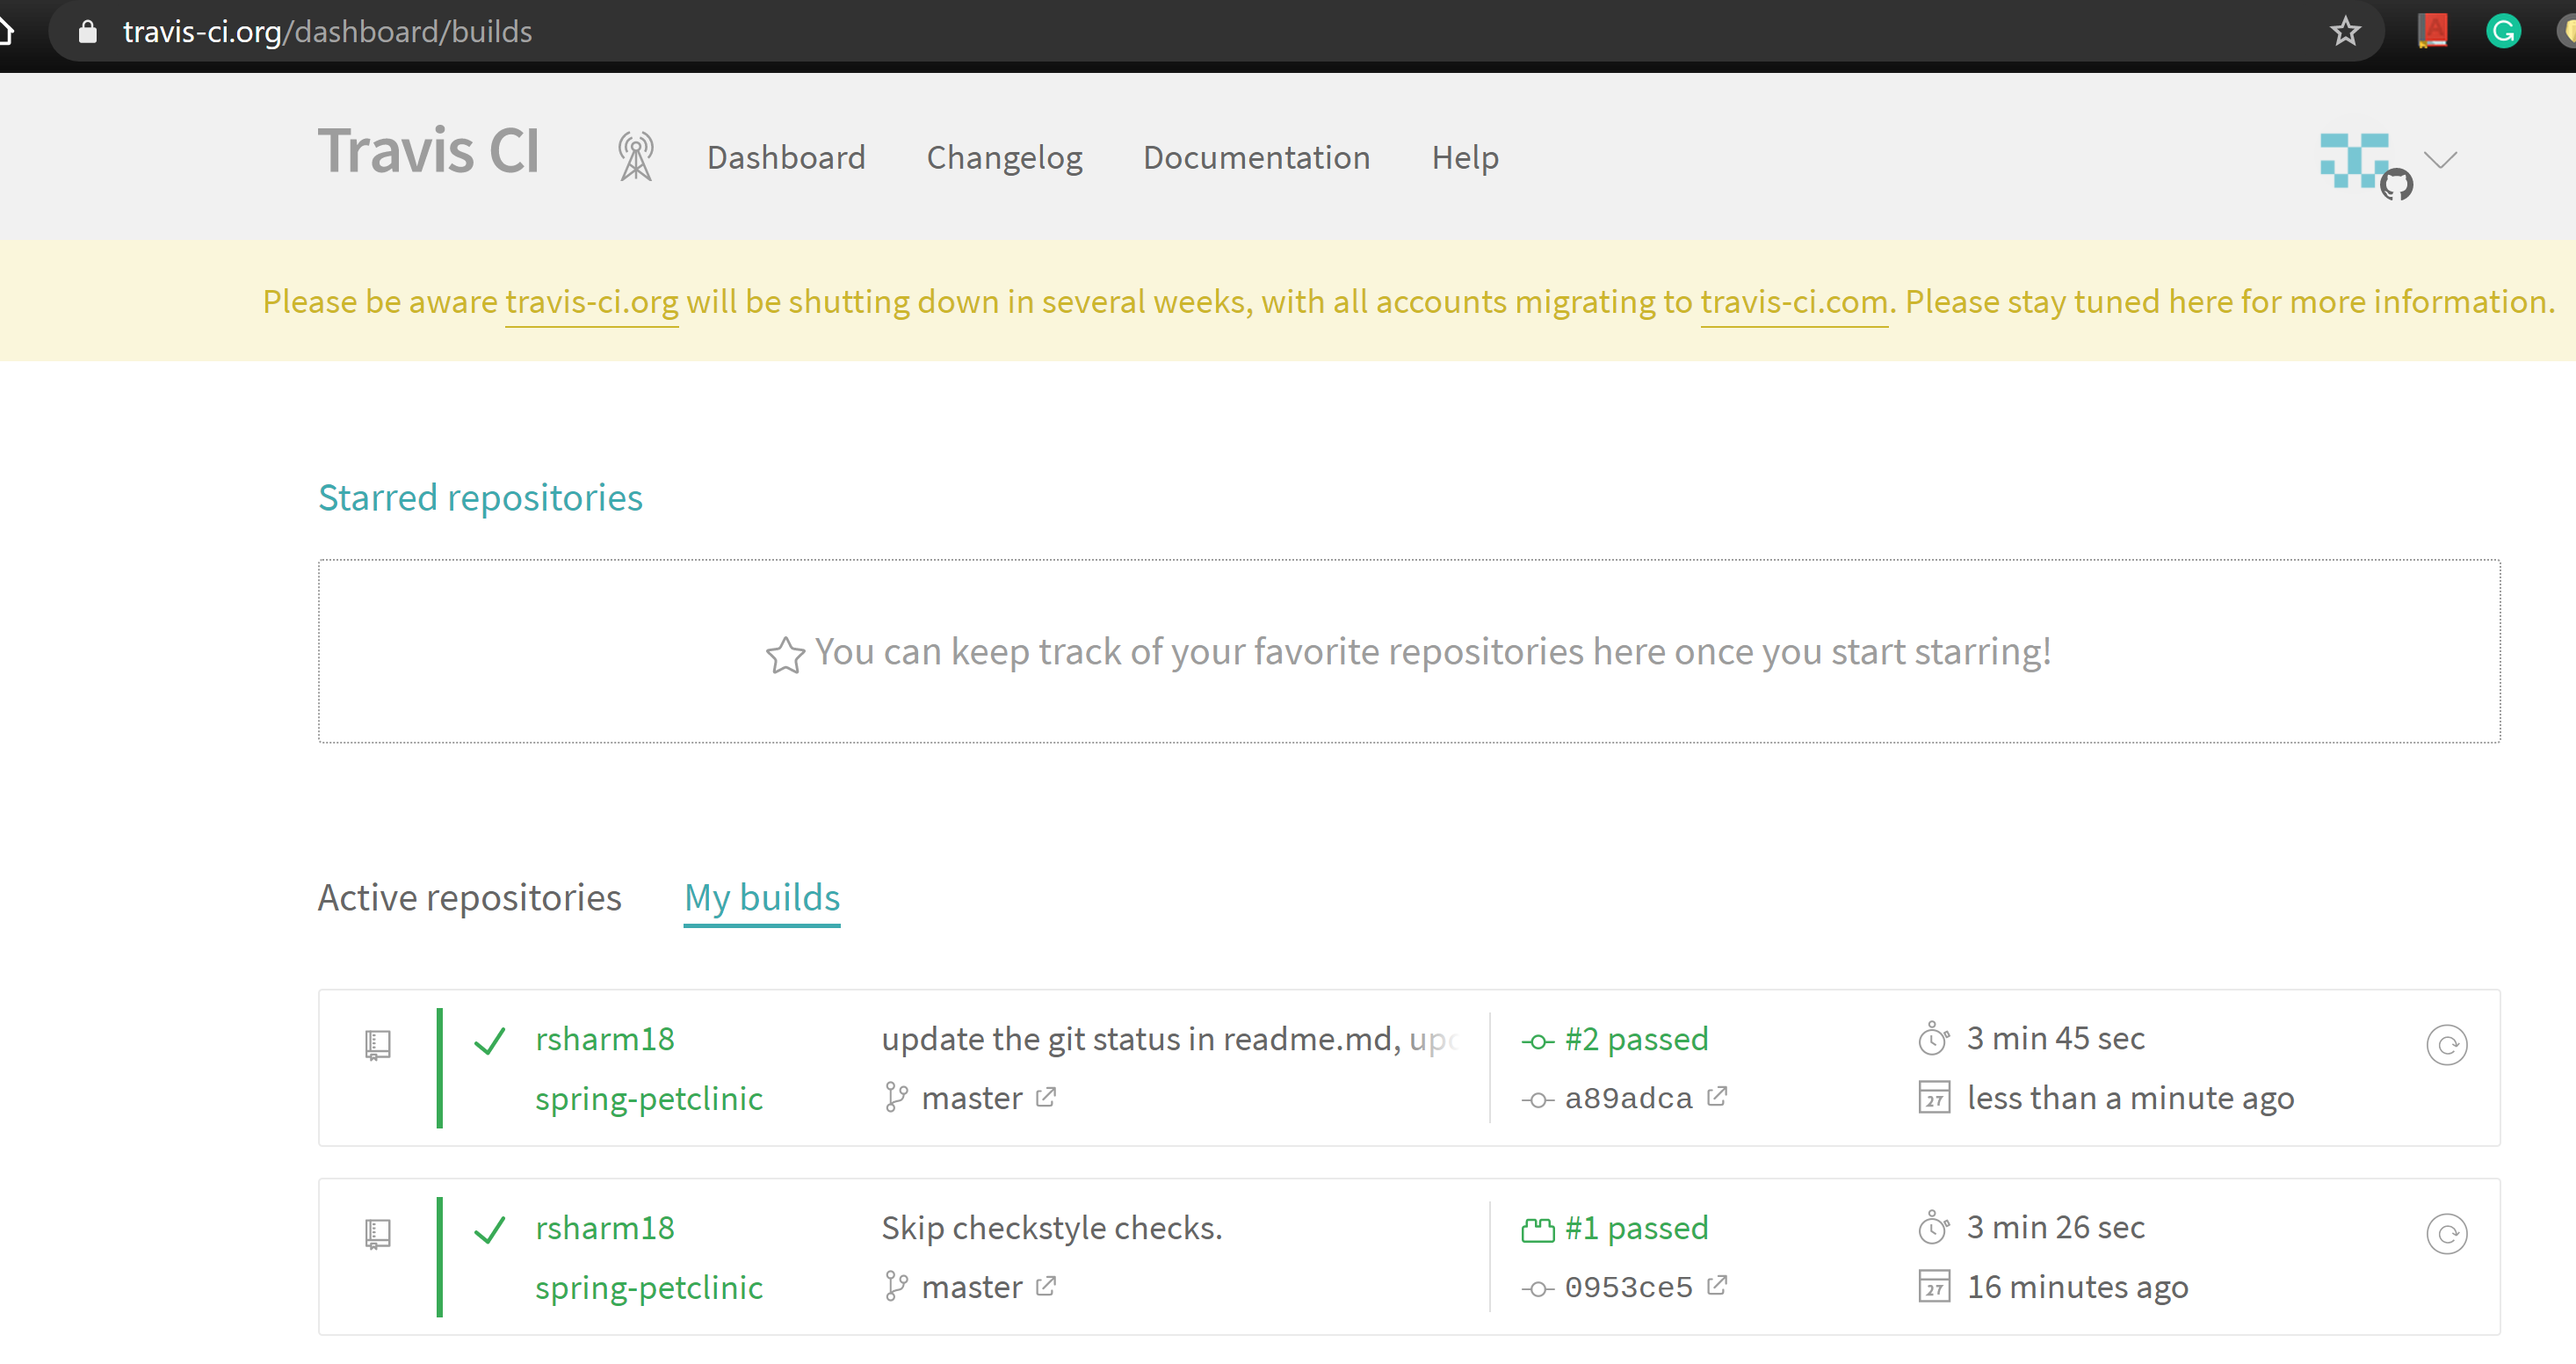 travis-ci.org/dashboard/builds
Travis CI
Dashboard
Changelog
Documentation
Help
Please be aware travis-ci.org will be shutting down in several weeks, with all accounts migrating to travis-ci.com. Please stay tuned here for more information.
Starred repositories
You can keep track of your favorite repositories here once you start starring!
Active repositories
My builds
rsharm18
update the git status in readme.md,
#2 passed
3 min 45 sec
spring-petclinic
master
a89adca
27
less than a minute ago
rsharm18
Skip checkstyle checks.
#1 passed
3 min 26 sec
spring-petclinic
master
0953ce5
27
16 minutes ago